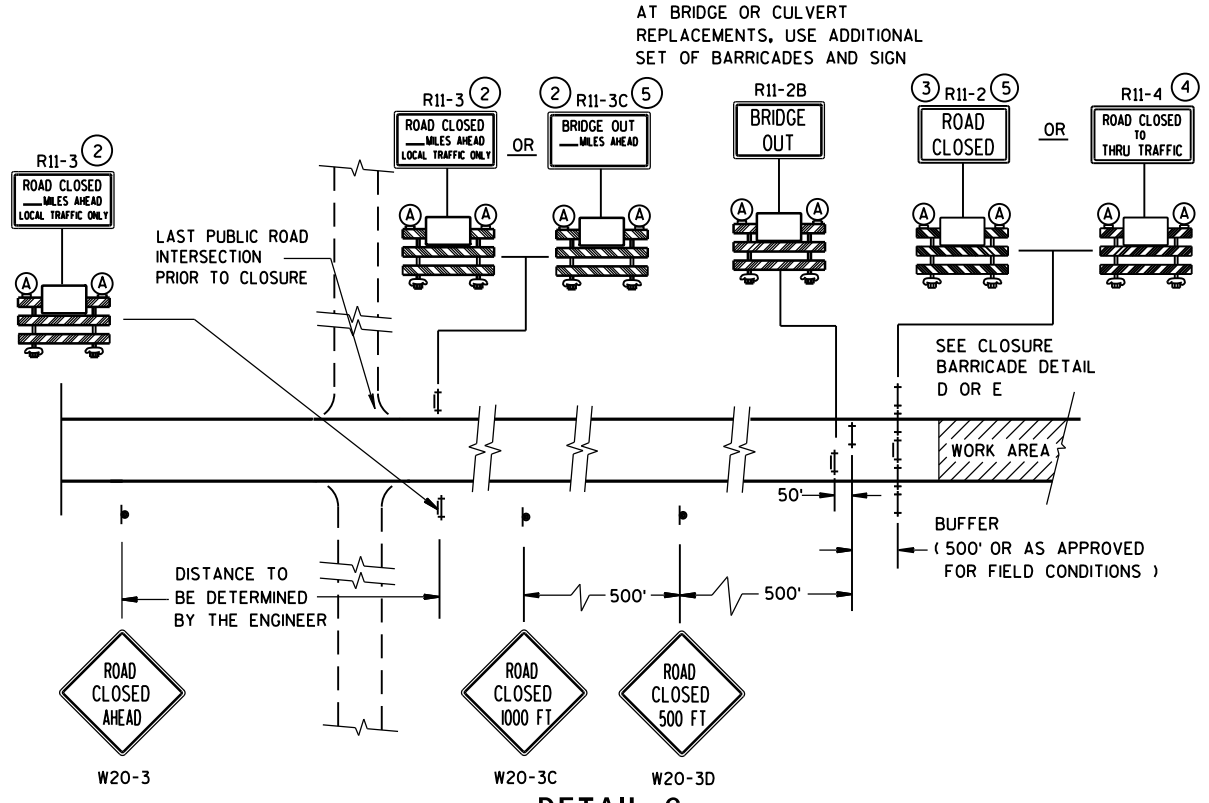 AT BRIDGE OR CULVERT
REPLACEMENTS, USE ADDITIONAL
SET OF BARRICADES AND SIGN
R11-3 2
ROAD CLOSED
___MILES AHEAD
LOCAL TRAFFIC ONLY
R11-3 2
ROAD CLOSED
___MILES AHEAD
LOCAL TRAFFIC ONLY
OR
2 R11-3C 5
BRIDGE OUT
___MILES AHEAD
R11-2B
BRIDGE
OUT
3 R11-2 5
ROAD
CLOSED
OR
R11-4 4
ROAD CLOSED
TO
THRU TRAFFIC
A A
A A
A A
A A
A A
A A
LAST PUBLIC ROAD
INTERSECTION
PRIOR TO CLOSURE
SEE CLOSURE
BARRICADE DETAIL
D OR E
WORK AREA
50'
BUFFER
( 500' OR AS APPROVED
FOR FIELD CONDITIONS )
DISTANCE TO
BE DETERMINED
BY THE ENGINEER
500'
500'
ROAD
CLOSED
AHEAD
W20-3
ROAD
CLOSED
1000 FT
W20-3C
ROAD
CLOSED
500 FT
W20-3D